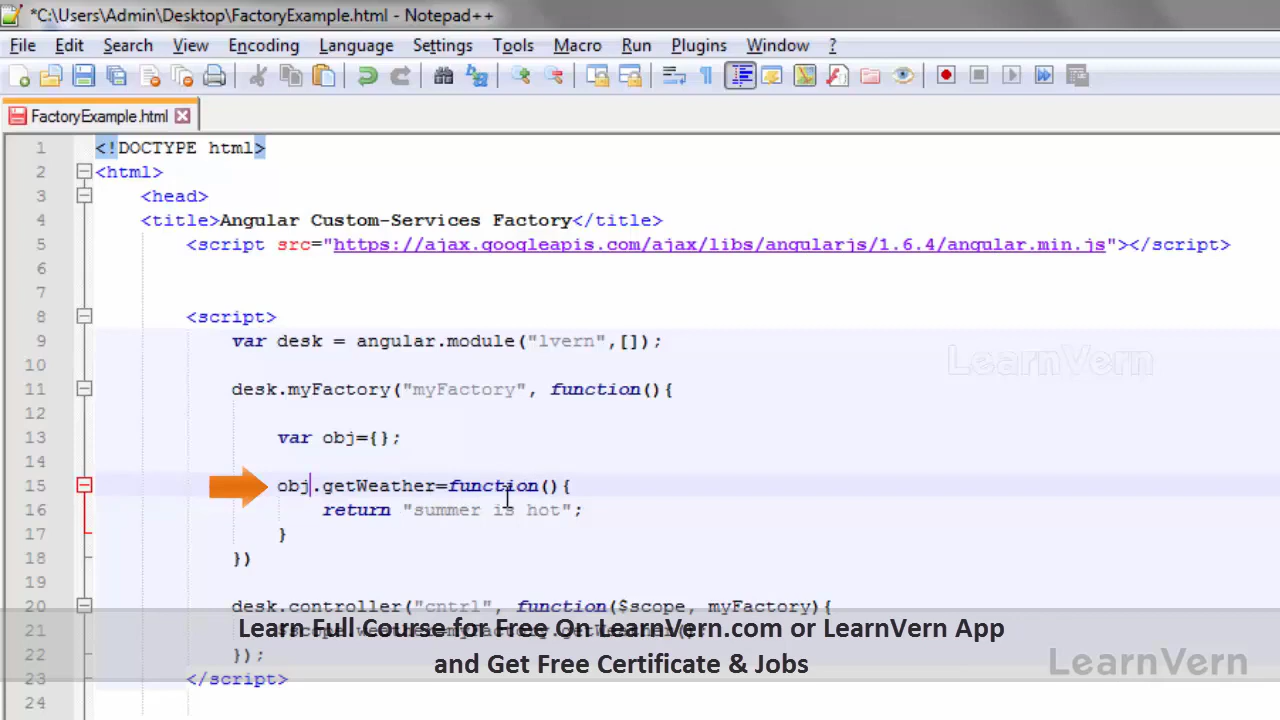 *C:\Users\Admin\Desktop\FactoryExample.html - Notepad++
File Edit Search View Encoding Language Settings Tools Macro Run Plugins Window ?
FactoryExample.html
1 <!DOCTYPE html>
2 <html>
3 <head>
4 <title>Angular Custom-Services Factory</title>
5 <script src="https://ajax.googleapis.com/ajax/libs/angularjs/1.6.4/angular.min.js"></script>
6
7
8 <script>
9 var desk = angular.module("lvern",[]);
10
LearnVern
11 desk.myFactory("myFactory", function(){
12
13 var obj={};
14
15 obj.getWeather=function(){
16 return "summer is hot";
17 }
18 })
19
20 desk.controller("cntrl", function($scope, myFactory){
21 $scope.weather=myFactory.getWeather();
Learn Full Course for Free On LearnVern.com or LearnVern App
22 });
and Get Free Certificate & Jobs
LearnVern
23 </script>
24